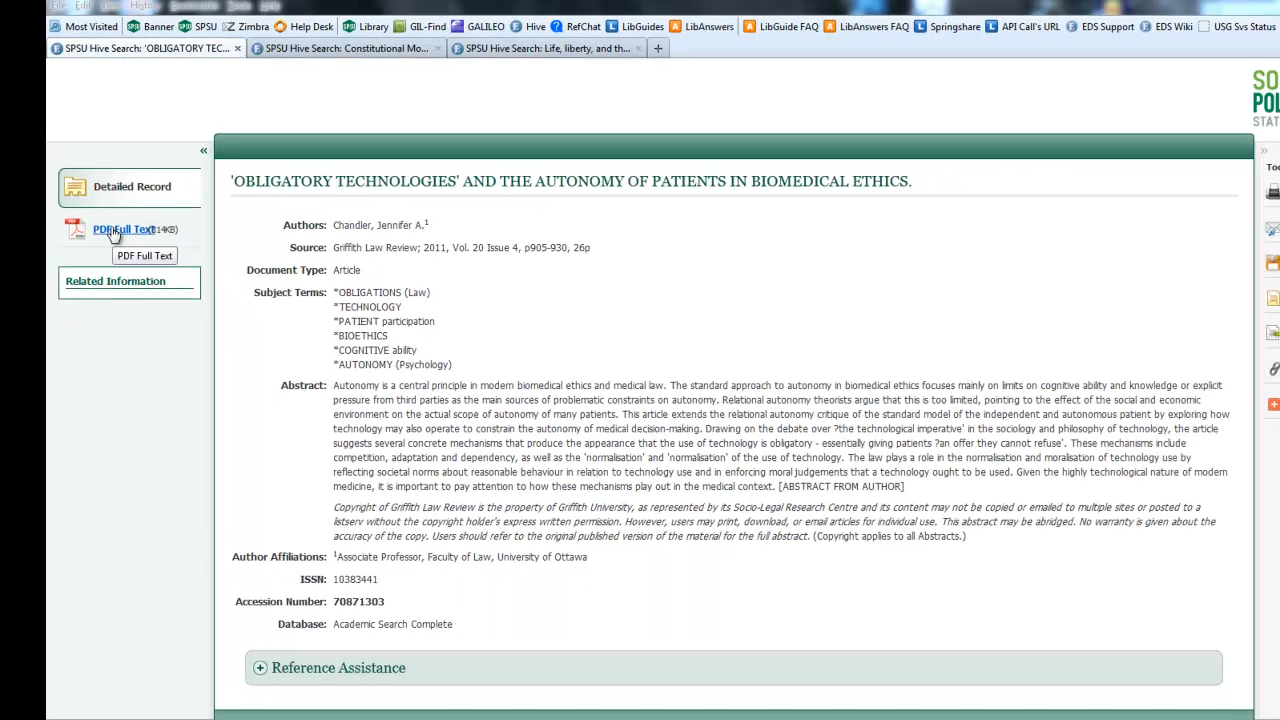 File Edit View History Bookmarks Tools Help
Most Visited Banner SPSU Zimbra Help Desk Library GIL-Find GALILEO Hive RefChat LibGuides LibAnswers LibGuide FAQ LibAnswers FAQ Springshare API Call's URL EDS Support EDS Wiki USG Svs Status
SPSU Hive Search: 'OBLIGATORY TEC... × SPSU Hive Search: Constitutional Mo... × SPSU Hive Search: Life, liberty, and th... × +
SO
POL
STAT
«
»
Detailed Record
Too
'OBLIGATORY TECHNOLOGIES' AND THE AUTONOMY OF PATIENTS IN BIOMEDICAL ETHICS.
PDF Full Text
PDF Full Text
Related Information
Authors: Chandler, Jennifer A.1
Source: Griffith Law Review; 2011, Vol. 20 Issue 4, p905-930, 26p
Document Type: Article
Subject Terms: *OBLIGATIONS (Law)
*TECHNOLOGY
*PATIENT participation
*BIOETHICS
*COGNITIVE ability
*AUTONOMY (Psychology)
Abstract: Autonomy is a central principle in modern biomedical ethics and medical law. The standard approach to autonomy in biomedical ethics focuses mainly on limits on cognitive ability and knowledge or explicit
pressure from third parties as the main sources of problematic constraints on autonomy. Relational autonomy theorists argue that this is too limited, pointing to the effect of the social and economic
environment on the actual scope of autonomy of many patients. This article extends the relational autonomy critique of the standard model of the independent and autonomous patient by exploring how
technology may also operate to constrain the autonomy of medical decision-making. Drawing on the debate over ?the technological imperative' in the sociology and philosophy of technology, the article
suggests several concrete mechanisms that produce the appearance that the use of technology is obligatory - essentially giving patients ?an offer they cannot refuse'. These mechanisms include
competition, adaptation and dependency, as well as the 'normalisation' and 'normalisation' of the use of technology. The law plays a role in the normalisation and moralisation of technology use by
reflecting societal norms about reasonable behaviour in relation to technology use and in enforcing moral judgements that a technology ought to be used. Given the highly technological nature of modern
medicine, it is important to pay attention to how these mechanisms play out in the medical context. [ABSTRACT FROM AUTHOR]
Copyright of Griffith Law Review is the property of Griffith University, as represented by its Socio-Legal Research Centre and its content may not be copied or emailed to multiple sites or posted to a
listserv without the copyright holder's express written permission. However, users may print, download, or email articles for individual use. This abstract may be abridged. No warranty is given about the
accuracy of the copy. Users should refer to the original published version of the material for the full abstract. (Copyright applies to all Abstracts.)
Author Affiliations: 1Associate Professor, Faculty of Law, University of Ottawa
ISSN: 10383441
Accession Number: 70871303
Database: Academic Search Complete
Reference Assistance